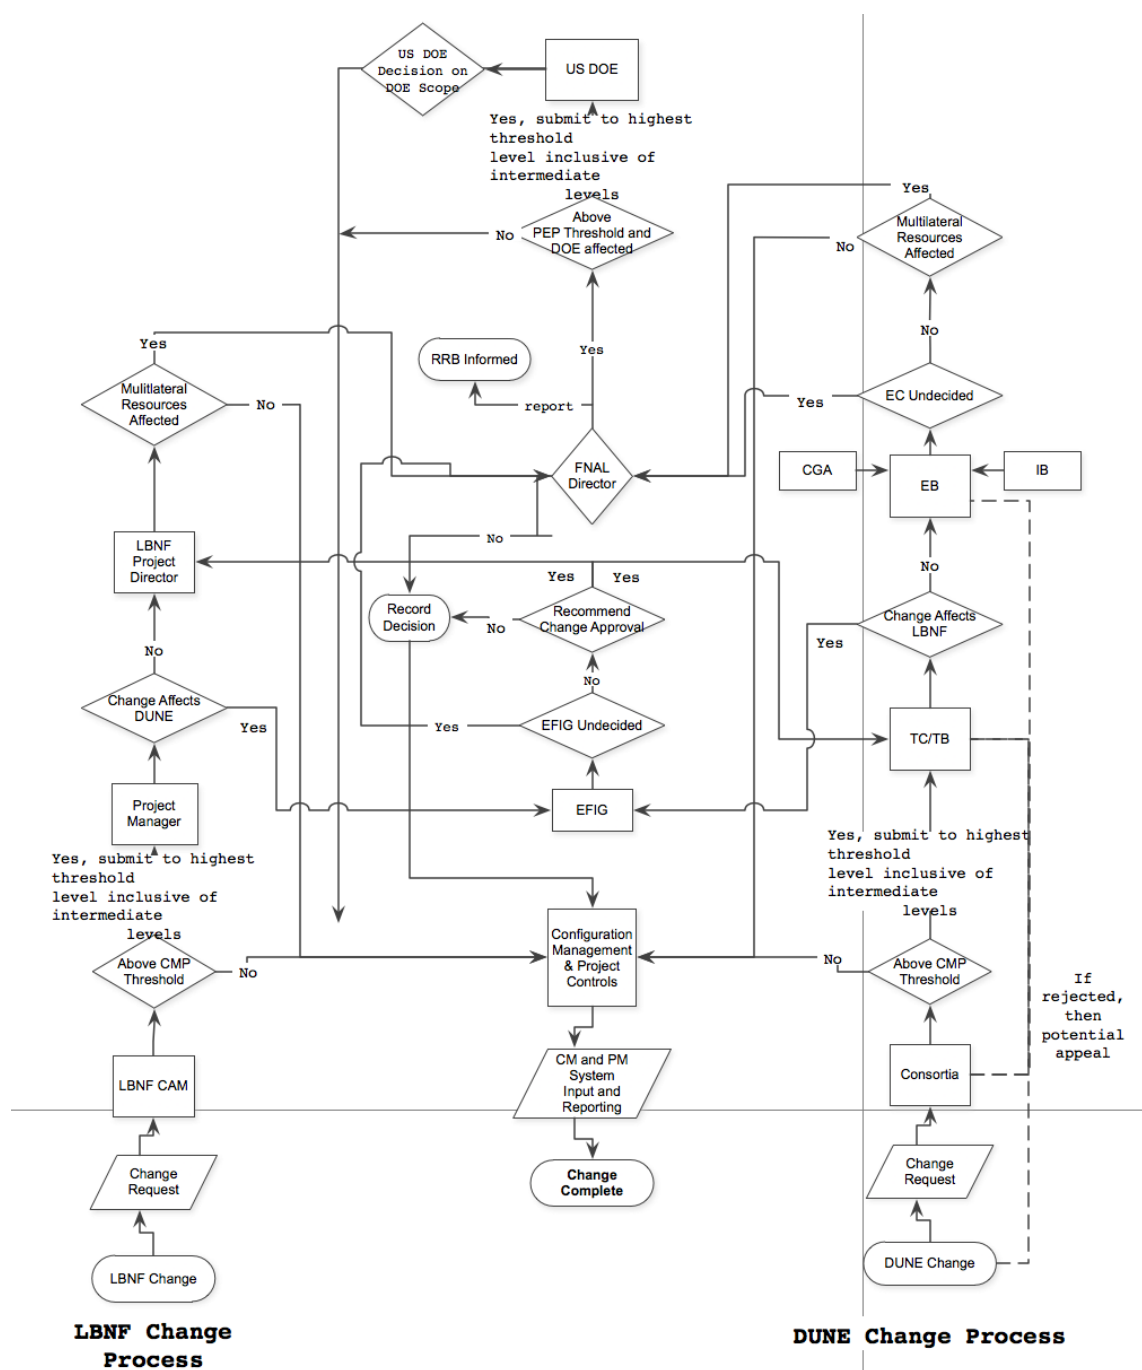 US DOE
Decision on
DOE Scope
US DOE
Yes, submit to highest
threshold
level inclusive of
intermediate
levels
Above
PEP Threshold and
DOE affected
No
Yes
Multilateral
Resources
Affected
No
No
Yes
RRB Informed
report
Yes
Mulitilateral
Resources
Affected
No
EC Undecided
Yes
FNAL
Director
CGA
EB
IB
No
LBNF
Project
Director
Yes
Yes
No
Record
Decision
Recommend
Change Approval
No
Change Affects
LBNF
Yes
No
No
Change Affects
DUNE
Yes
Yes
EFIG Undecided
TC/TB
Project
Manager
EFIG
Yes, submit to highest
threshold
level inclusive of
intermediate
levels
Yes, submit to highest
threshold
level inclusive of
intermediate
levels
Above CMP
Threshold
No
Configuration
Management
& Project
Controls
No
Above CMP
Threshold
If
rejected,
then
potential
appeal
LBNF CAM
CM and PM
System
Input and
Reporting
Consortia
Change
Request
Change
Complete
Change
Request
LBNF Change
DUNE Change
LBNF Change
Process
DUNE Change Process